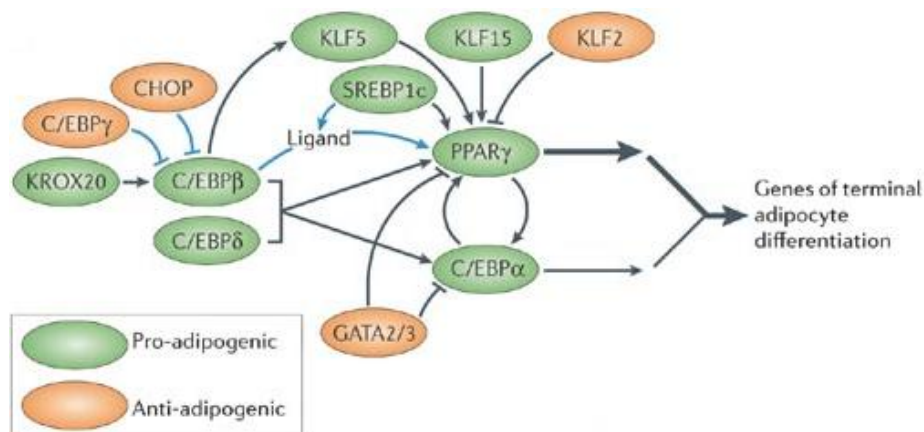 KLF5
KLF15
KLF2
CHOP
SREBP1c
C/EBPγ
Ligand
PPARγ
KROX20
C/EBPβ
Genes of terminal
adipocyte
differentiation
C/EBPδ
C/EBPα
GATA2/3
Pro-adipogenic
Anti-adipogenic